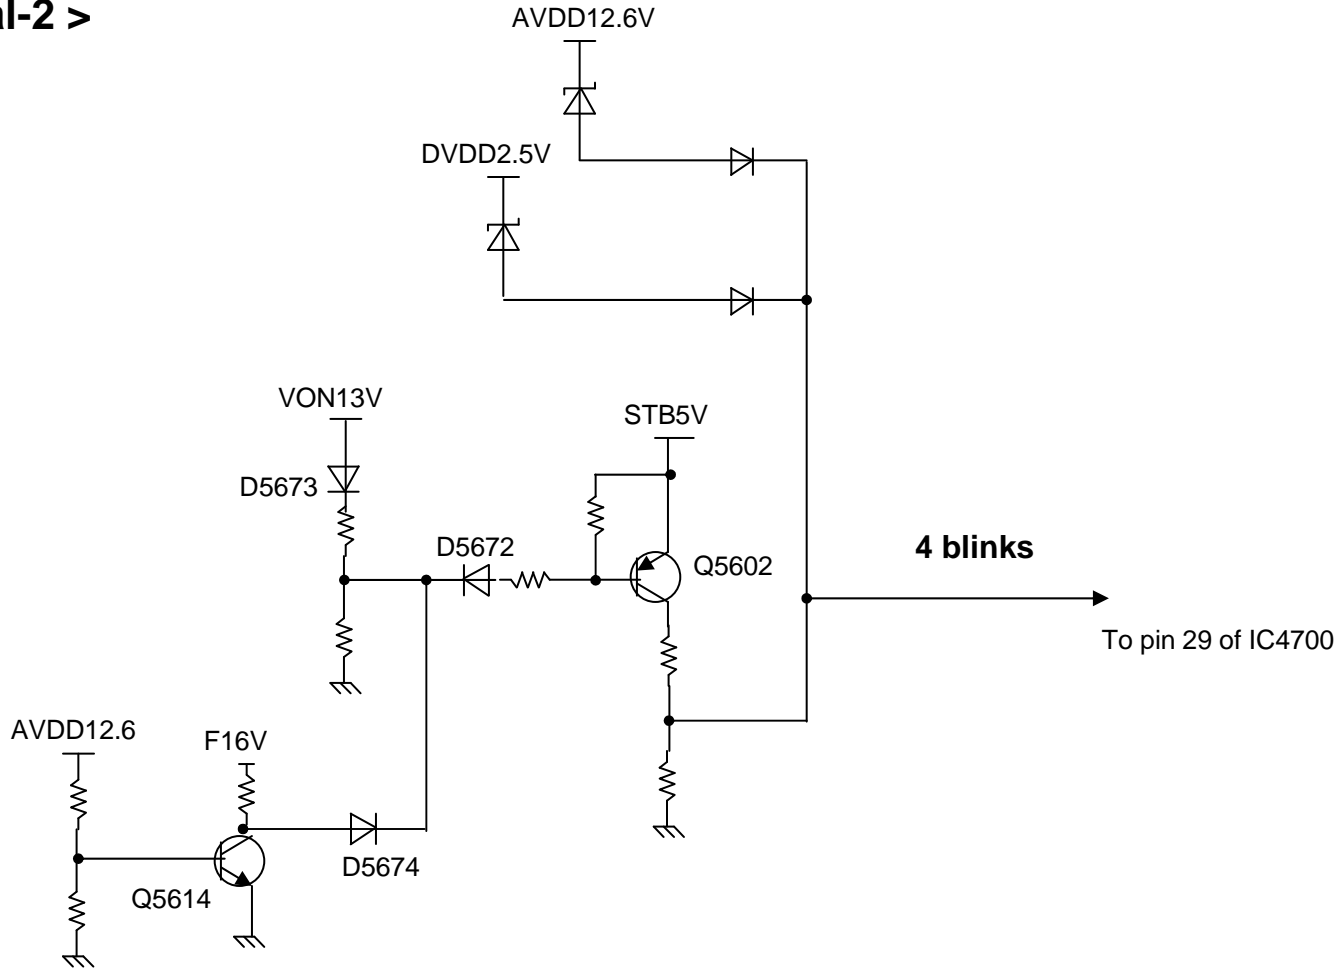 al-2 >
AVDD12.6V
DVDD2.5V
VON13V
STB5V
D5673
D5672
Q5602
4 blinks
To pin 29 of IC4700
AVDD12.6
F16V
D5674
Q5614